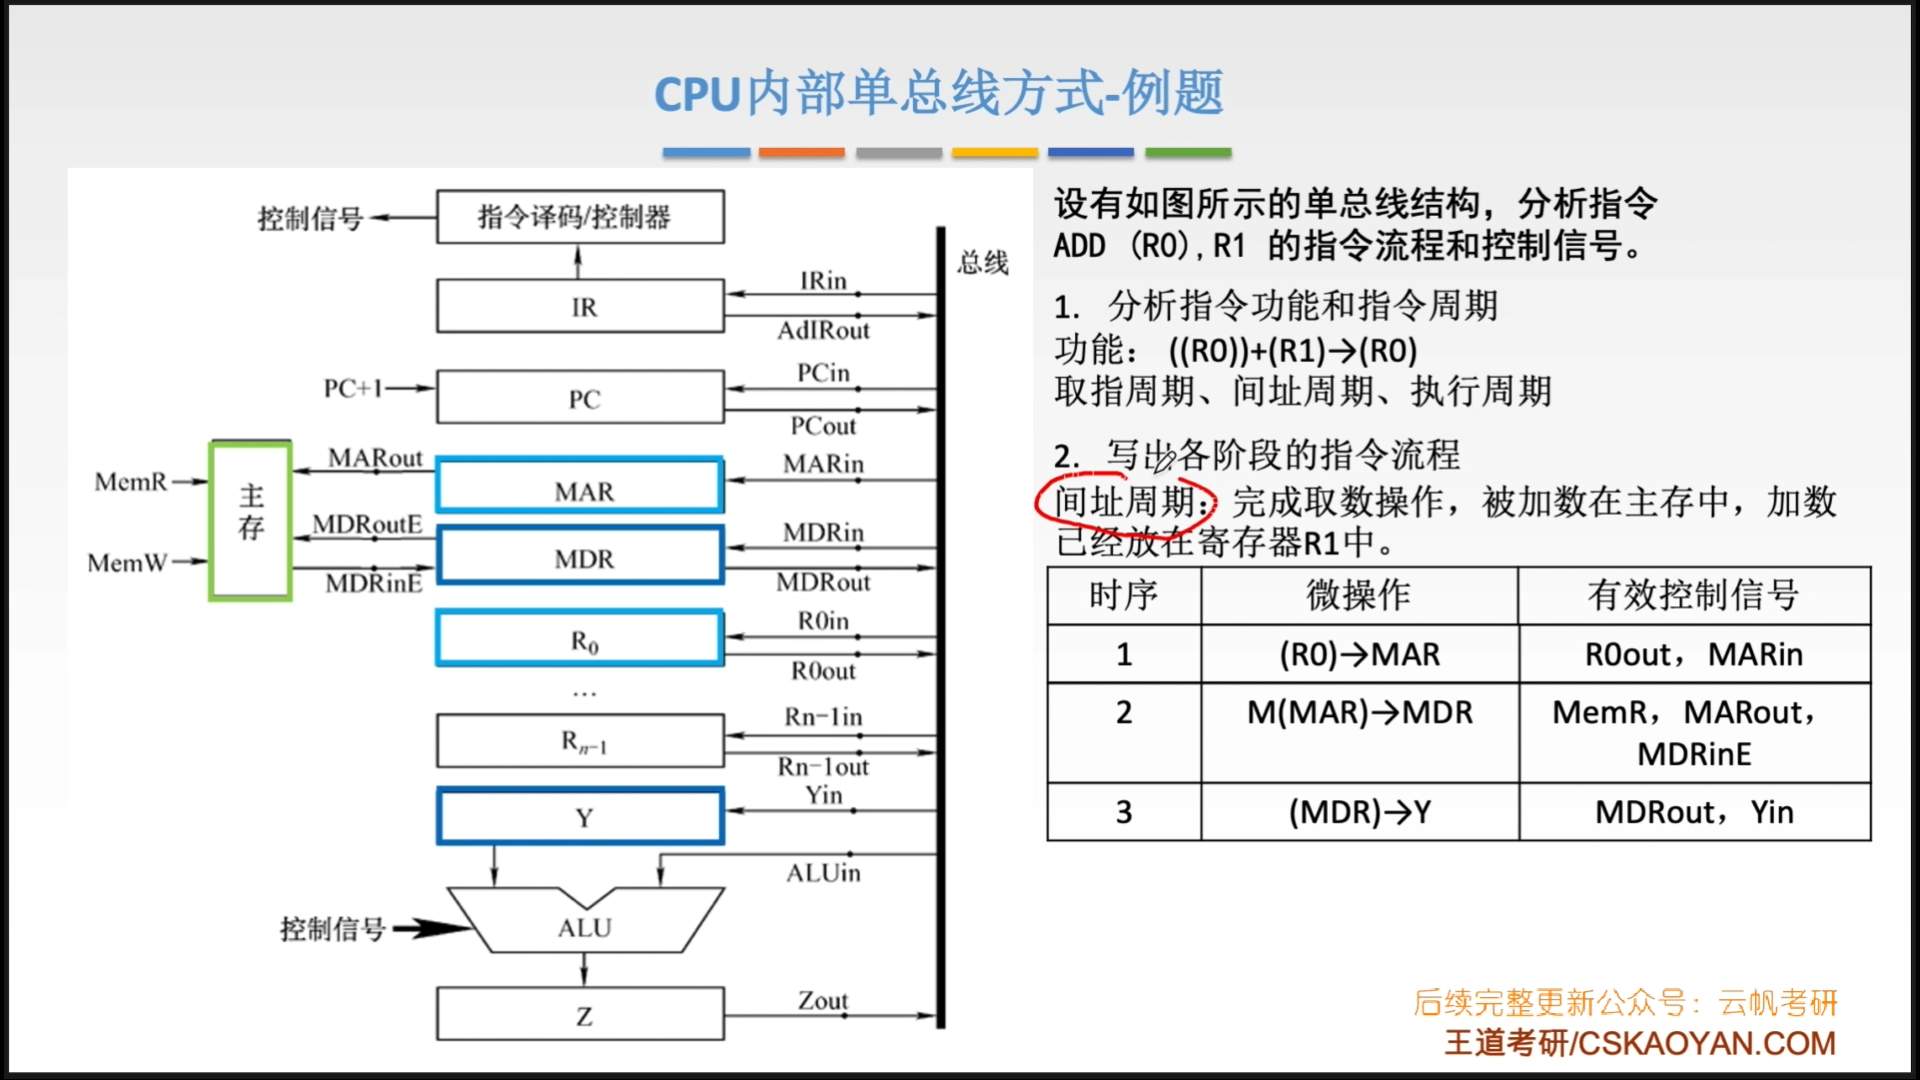 CPU内部单总线方式-例题
控制信号
指令译码/控制器
总线
IR
IRin
AdIRout
PC+1
PC
PCin
PCout
主存
MemR
MemW
MARout
MAR
MARin
MDRoutE
MDRinE
MDR
MDRin
MDRout
R0
R0in
R0out
...
Rn-1
Rn-1in
Rn-1out
Y
Yin
ALUin
控制信号
ALU
Z
Zout
设有如图所示的单总线结构，分析指令
ADD (R0),R1 的指令流程和控制信号。
1. 分析指令功能和指令周期
功能： ((R0))+(R1)→(R0)
取指周期、间址周期、执行周期
2. 写出各阶段的指令流程
间址周期：完成取数操作，被加数在主存中，加数
已经放在寄存器R1中。
时序 微操作 有效控制信号
1 (R0)→MAR R0out，MARin
2 M(MAR)→MDR MemR，MARout，
MDRinE
3 (MDR)→Y MDRout，Yin
后续完整更新公众号：云帆考研
王道考研/CSKAOYAN.COM